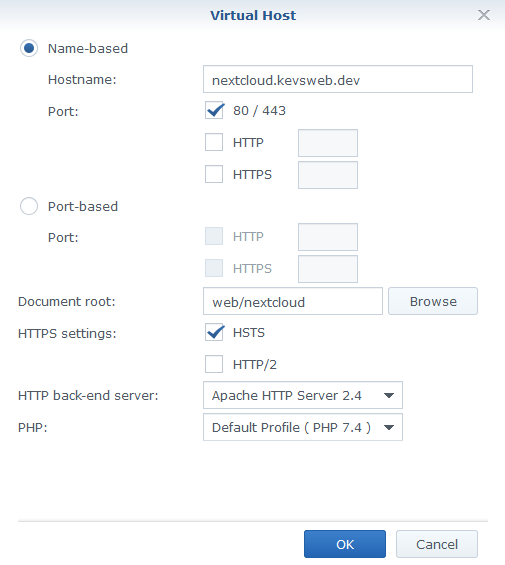 Virtual Host
Name-based
Hostname: nextcloud.kevsweb.dev
Port: 80 / 443
HTTP
HTTPS
Port-based
Port: HTTP
HTTPS
Document root: web/nextcloud Browse
HTTPS settings: HSTS
HTTP/2
HTTP back-end server: Apache HTTP Server 2.4
PHP: Default Profile ( PHP 7.4 )
OK Cancel